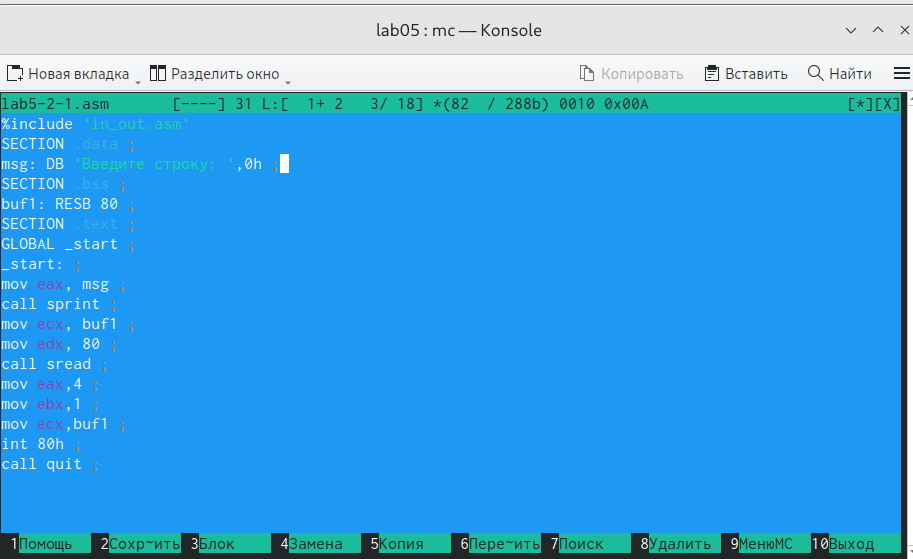 lab05 : mc — Konsole
Новая вкладка Разделить окно Копировать Вставить Найти
lab5-2-1.asm [----] 31 L:[ 1+ 2 3/ 18] *(82 / 288b) 0010 0x00A [*][X]
%include 'in_out.asm'
SECTION .data ;
msg: DB 'Введите строку: ',0h ;
SECTION .bss ;
buf1: RESB 80 ;
SECTION .text ;
GLOBAL _start ;
_start: ;
mov eax, msg ;
call sprint ;
mov ecx, buf1 ;
mov edx, 80 ;
call sread ;
mov eax,4 ;
mov ebx,1 ;
mov ecx,buf1 ;
int 80h ;
call quit ;
1Помощь 2Сохр~ить 3Блок 4Замена 5Копия 6Пере~ить 7Поиск 8Удалить 9МенюМС 10Выход